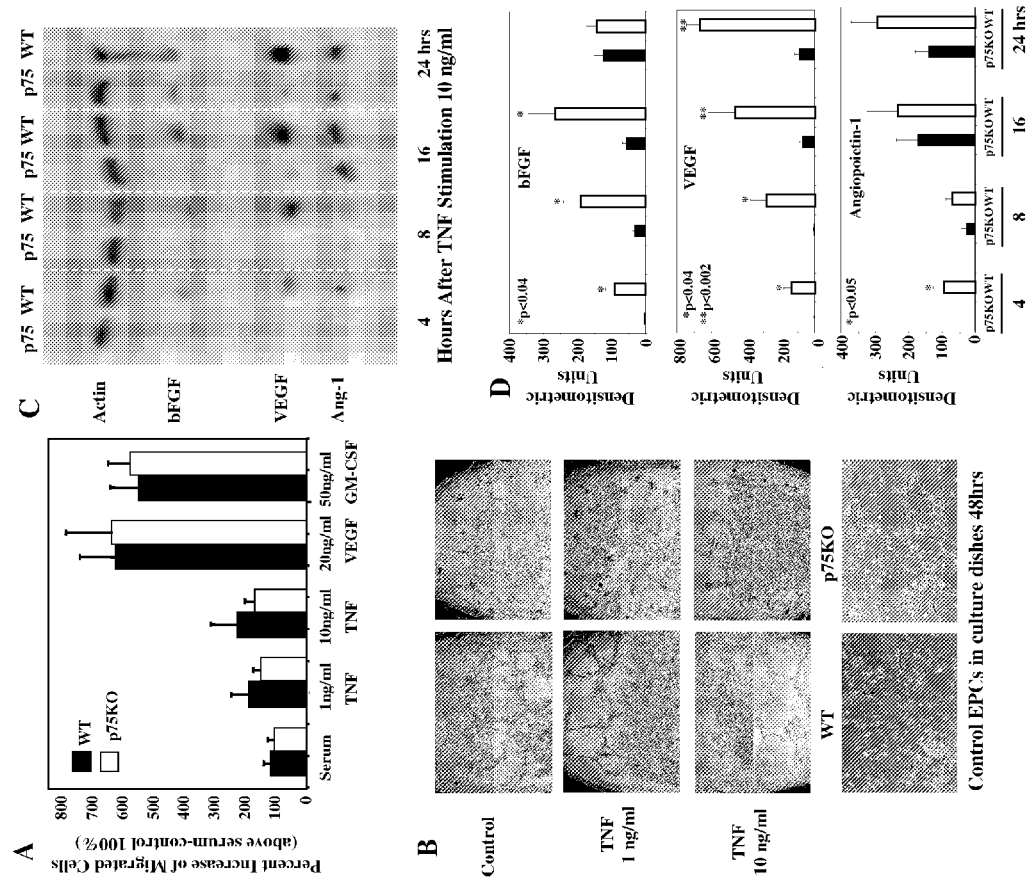 A
Percent Increase of Migrated Cells
(above serum-control 100%)
800
700
600
500
400
300
200
100
0
WT
p75KO
Serum
1ng/ml
TNF
10ng/ml
TNF
20ng/ml
VEGF
50ng/ml
GM-CSF
B
Control
TNF
1 ng/ml
TNF
10 ng/ml
WT
p75KO
Control EPCs in culture dishes 48hrs
C
p75 WT p75 WT p75 WT p75 WT
Actin
bFGF
VEGF
Ang-1
4 8 16 24 hrs
Hours After TNF Stimulation 10 ng/ml
D
Densitometric
Units
400
300
200
100
0
*p<0.04
bFGF
*
*
*
Densitometric
Units
800
600
400
200
0
*p<0.04
**p<0.002
VEGF
*
*
**
**
Densitometric
Units
400
300
200
100
0
*p<0.05
Angiopoietin-1
*
p75KOWT p75KOWT p75KOWT p75KOWT
4 8 16 24 hrs